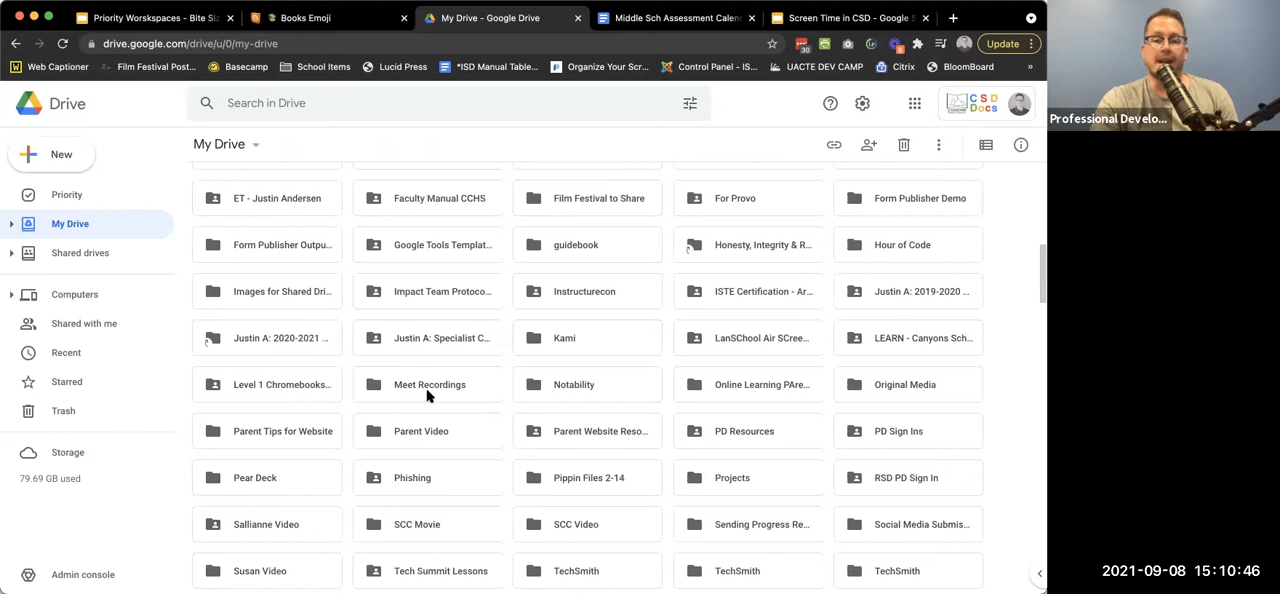 Priority Worskspaces - Bite Siz
Books Emoji
My Drive - Google Drive
Middle Sch Assessment Calen
Screen Time in CSD - Google S
drive.google.com/drive/u/0/my-drive
30
6
Update
Web Captioner
Film Festival Post...
Basecamp
School Items
Lucid Press
*ISD Manual Table...
Organize Your Scr...
Control Panel - IS...
UACTE DEV CAMP
Citrix
BloomBoard
»
Drive
Search in Drive
CSD
Docs
My Drive
New
Priority
My Drive
Shared drives
Computers
Shared with me
Recent
Starred
Trash
Storage
79.69 GB used
Admin console
ET - Justin Andersen
Faculty Manual CCHS
Film Festival to Share
For Provo
Form Publisher Demo
Form Publisher Outpu...
Google Tools Templat...
guidebook
Honesty, Integrity & R...
Hour of Code
Images for Shared Dri...
Impact Team Protoco...
Instructurecon
ISTE Certification - Ar...
Justin A: 2019-2020 ...
Justin A: 2020-2021 ...
Justin A: Specialist C...
Kami
LanSChool Air SCree...
LEARN - Canyons Sch...
Level 1 Chromebooks...
Meet Recordings
Notability
Online Learning PAre...
Original Media
Parent Tips for Website
Parent Video
Parent Website Reso...
PD Resources
PD Sign Ins
Pear Deck
Phishing
Pippin Files 2-14
Projects
RSD PD Sign In
Sallianne Video
SCC Movie
SCC Video
Sending Progress Re...
Social Media Submis...
Susan Video
Tech Summit Lessons
TechSmith
TechSmith
TechSmith
Professional Develo...
2021-09-08 15:10:46